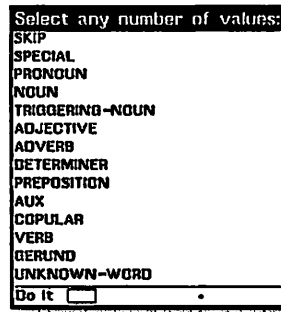 Select any number of values:
SKIP
SPECIAL
PRONOUN
NOUN
TRIGGERING-NOUN
ADJECTIVE
ADVERB
DETERMINER
PREPOSITION
AUX
COPULAR
VERB
GERUND
UNKNOWN-WORD
Do It